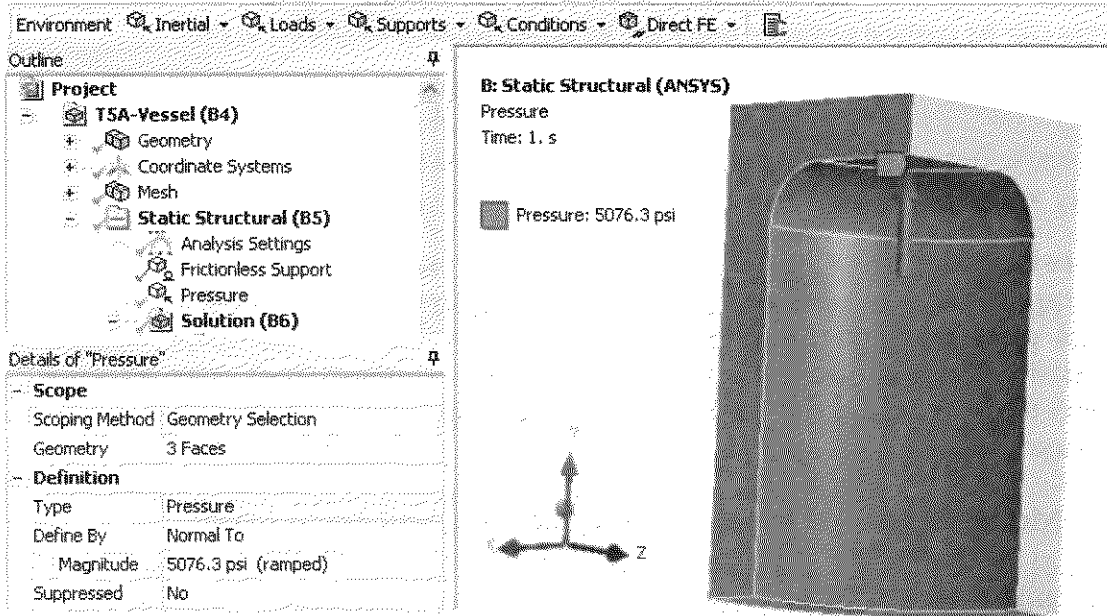 Environment Inertial Loads Supports Conditions Direct FE
Outline
Project
TSA-Vessel (B4)
Geometry
Coordinate Systems
Mesh
Static Structural (B5)
Analysis Settings
Frictionless Support
Pressure
Solution (B6)
Details of "Pressure"
Scope
Scoping Method Geometry Selection
Geometry 3 Faces
Definition
Type Pressure
Define By Normal To
Magnitude 5076.3 psi (ramped)
Suppressed No
B: Static Structural (ANSYS)
Pressure
Time: 1. s
Pressure: 5076.3 psi
Z